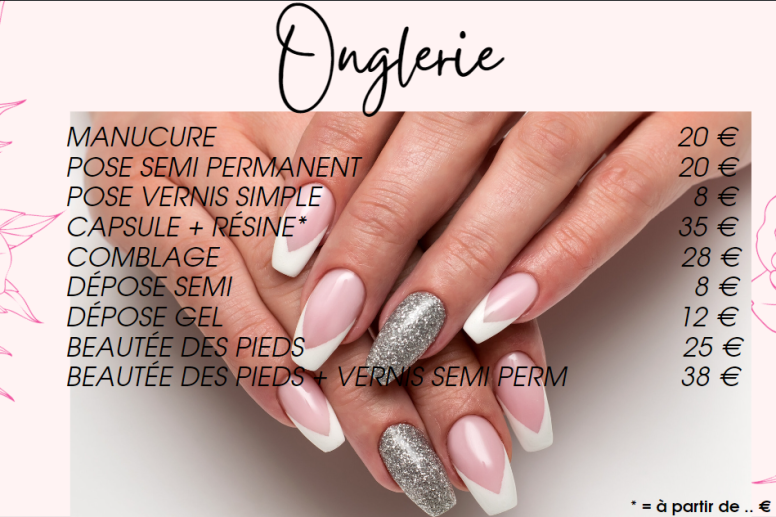 Onglerie
MANUCURE 20 €
POSE SEMI PERMANENT 20 €
POSE VERNIS SIMPLE 8 €
CAPSULE + RÉSINE* 35 €
COMBLAGE 28 €
DÉPOSE SEMI 8 €
DÉPOSE GEL 12 €
BEAUTÉE DES PIEDS 25 €
BEAUTÉE DES PIEDS + VERNIS SEMI PERM 38 €
* = à partir de .. €